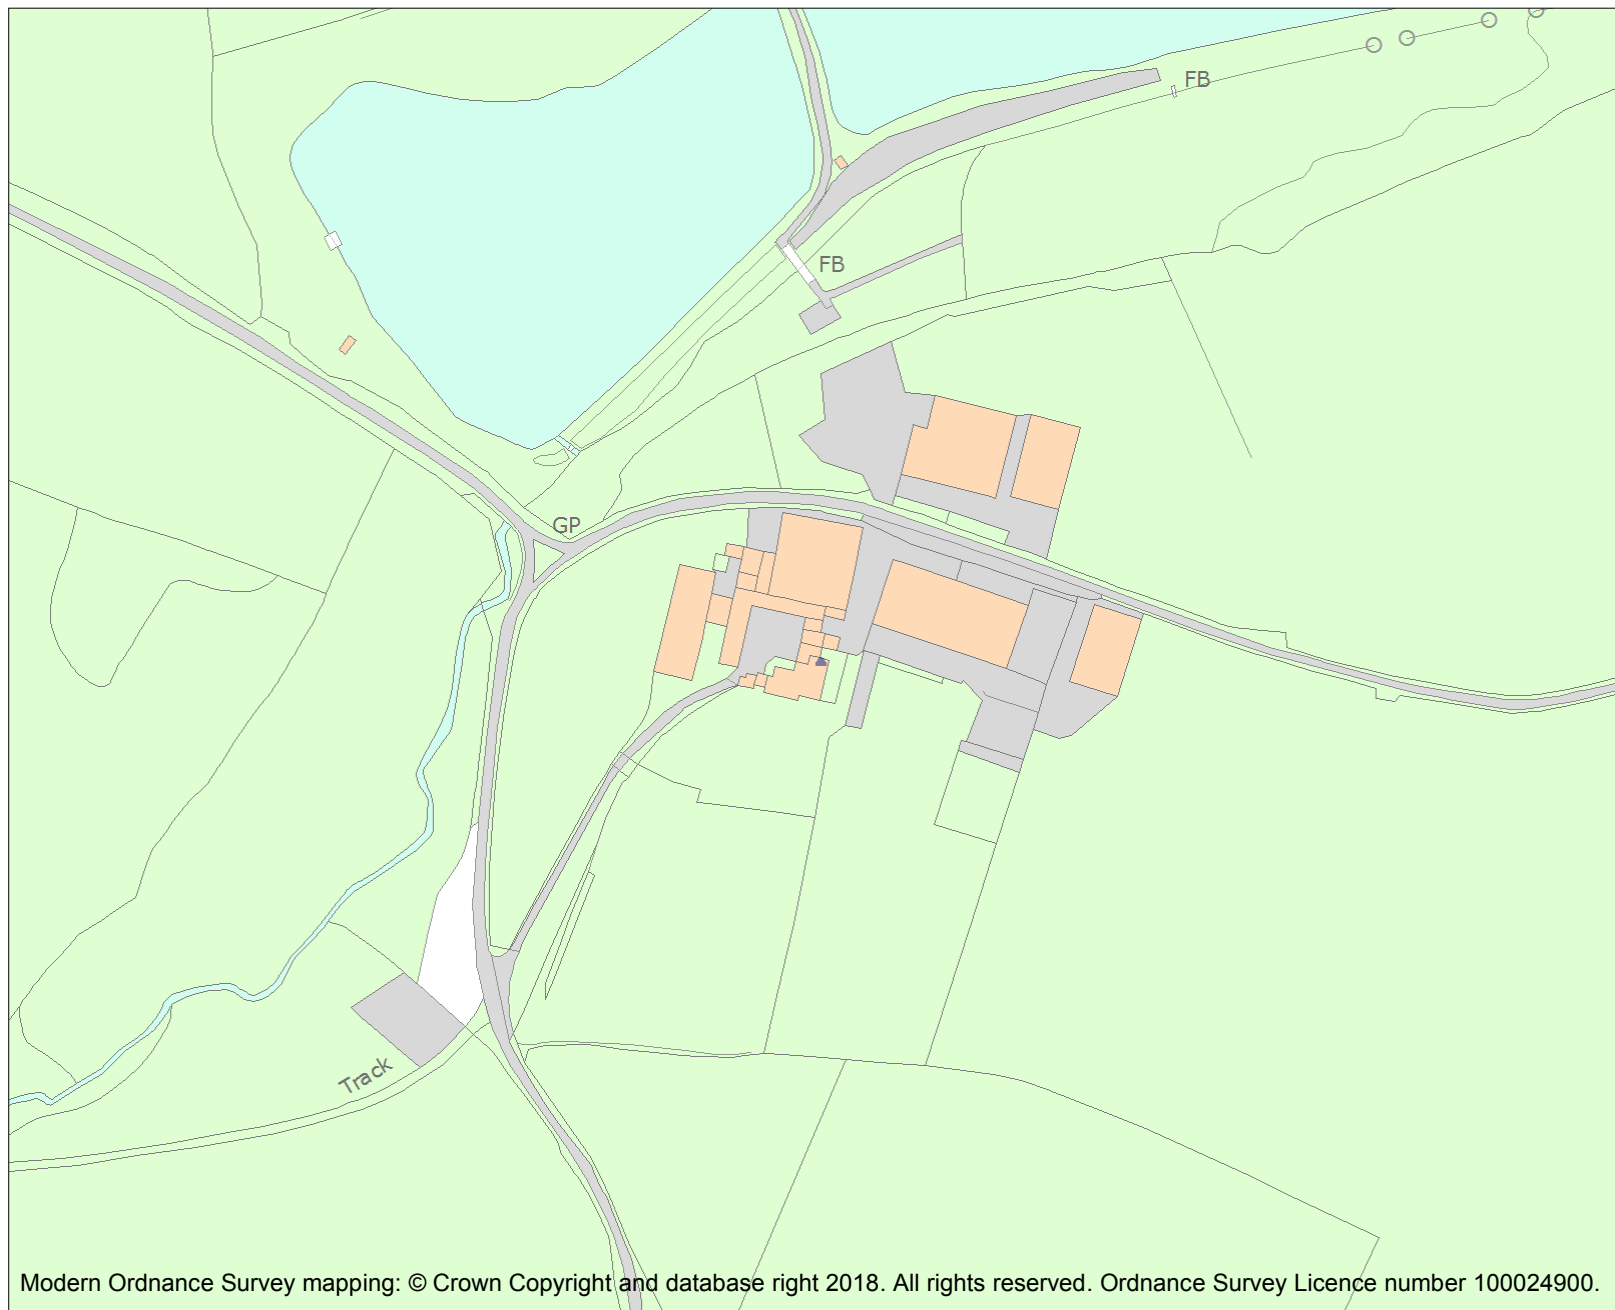 FB
FB
GP
Track
Modern Ordnance Survey mapping: © Crown Copyright and database right 2018. All rights reserved. Ordnance Survey Licence number 100024900.